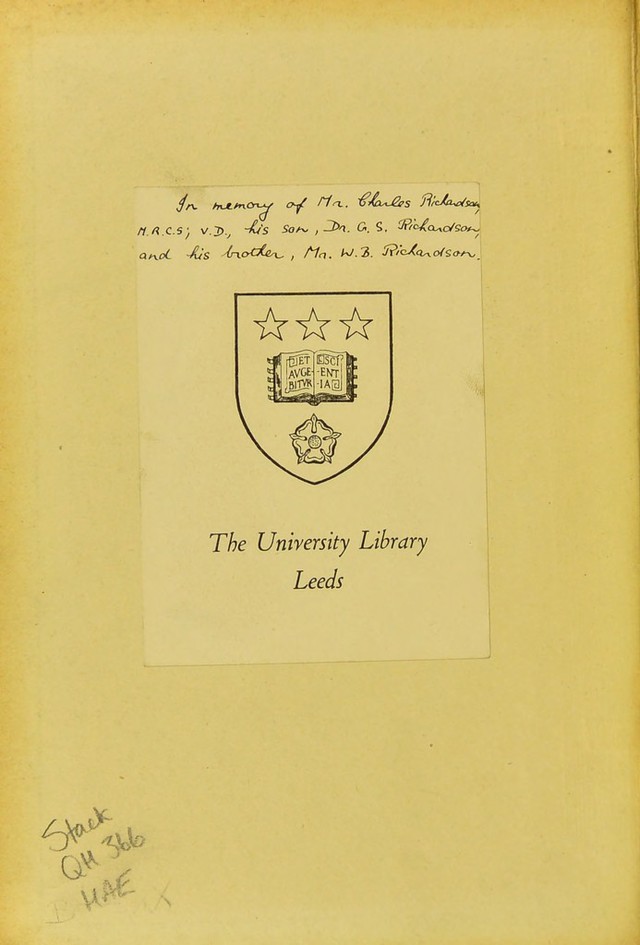 In memory of Mr. Charles Richardson,
M.R.C.S; V.D., his son, Dr. G. S. Richardson,
and his brother, Mr. W. B. Richardson.
ET
AVGE-
BITVR
SCI
-ENT
-IA
The University Library
Leeds
Stack
QH 366
HAE